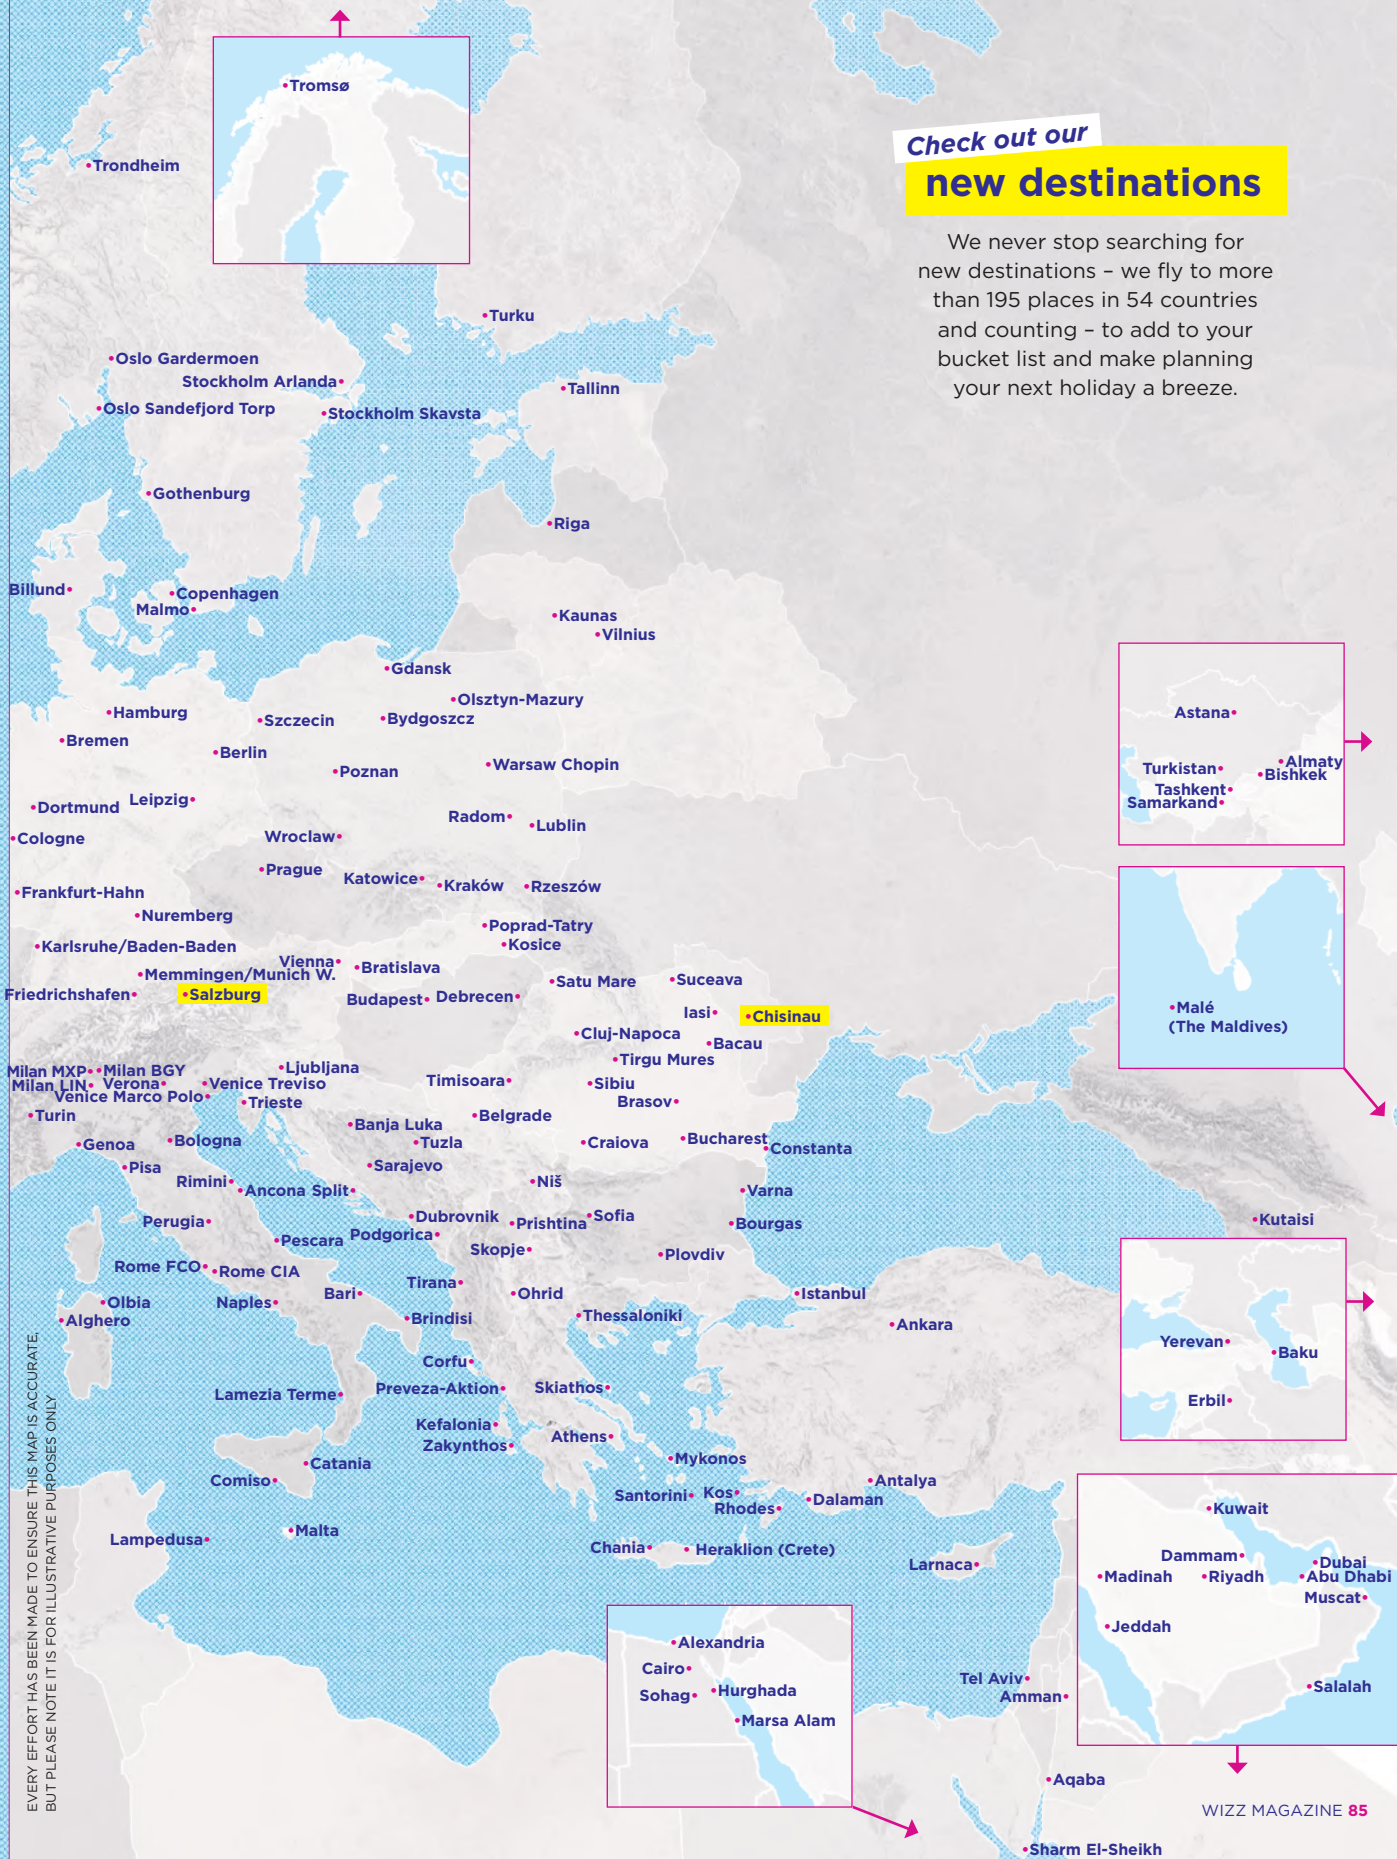 Tromsø
Trondheim
Check out our
new destinations
We never stop searching for
new destinations – we fly to more
than 195 places in 54 countries
and counting – to add to your
bucket list and make planning
your next holiday a breeze.
Turku
Oslo Gardermoen
Stockholm Arlanda
Tallinn
Oslo Sandefjord Torp
Stockholm Skavsta
Gothenburg
Riga
Billund
Copenhagen
Malmo
Kaunas
Vilnius
Gdansk
Olsztyn-Mazury
Hamburg
Szczecin
Bydgoszcz
Bremen
Berlin
Poznan
Warsaw Chopin
Dortmund
Leipzig
Radom
Lublin
Cologne
Wroclaw
Prague
Katowice
Kraków
Rzeszów
Frankfurt-Hahn
Nuremberg
Poprad-Tatry
Kosice
Karlsruhe/Baden-Baden
Vienna
Bratislava
Memmingen/Munich W.
Satu Mare
Suceava
Friedrichshafen
Salzburg
Budapest
Debrecen
Iasi
Chisinau
Cluj-Napoca
Bacau
Tirgu Mures
Milan MXP
Milan BGY
Ljubljana
Milan LIN
Verona
Venice Treviso
Timisoara
Sibiu
Venice Marco Polo
Trieste
Brasov
Turin
Banja Luka
Belgrade
Genoa
Bologna
Tuzla
Craiova
Bucharest
Constanta
Pisa
Sarajevo
Rimini
Ancona
Split
Niš
Varna
Perugia
Dubrovnik
Prishtina
Sofia
Bourgas
Pescara
Podgorica
Skopje
Plovdiv
Kutaisi
Rome FCO
Rome CIA
Tirana
Ohrid
Istanbul
Olbia
Naples
Bari
Alghero
Brindisi
Thessaloniki
Ankara
Corfu
Lamezia Terme
Preveza-Aktion
Skiathos
Kefalonia
Athens
Zakynthos
Mykonos
Catania
Comiso
Antalya
Santorini
Kos
Dalaman
Rhodes
Malta
Lampedusa
Chania
Heraklion (Crete)
Larnaca
Tel Aviv
Amman
Aqaba
Sharm El-Sheikh
Astana
Turkistan
Almaty
Bishkek
Tashkent
Samarkand
Malé
(The Maldives)
Yerevan
Baku
Erbil
Kuwait
Dammam
Dubai
Madinah
Riyadh
Abu Dhabi
Muscat
Jeddah
Salalah
Alexandria
Cairo
Sohag
Hurghada
Marsa Alam
EVERY EFFORT HAS BEEN MADE TO ENSURE THIS MAP IS ACCURATE,
BUT PLEASE NOTE IT IS FOR ILLUSTRATIVE PURPOSES ONLY
WIZZ MAGAZINE 85